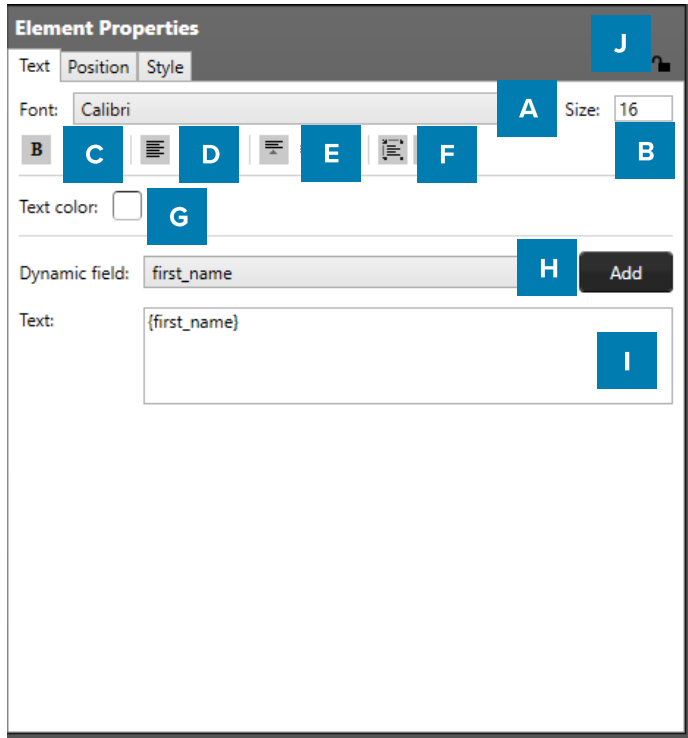 Element Properties
J
Text Position Style
Font: Calibri A Size: 16
B C D E F B
Text color: G
Dynamic field: first_name H Add
Text: {first_name}
I